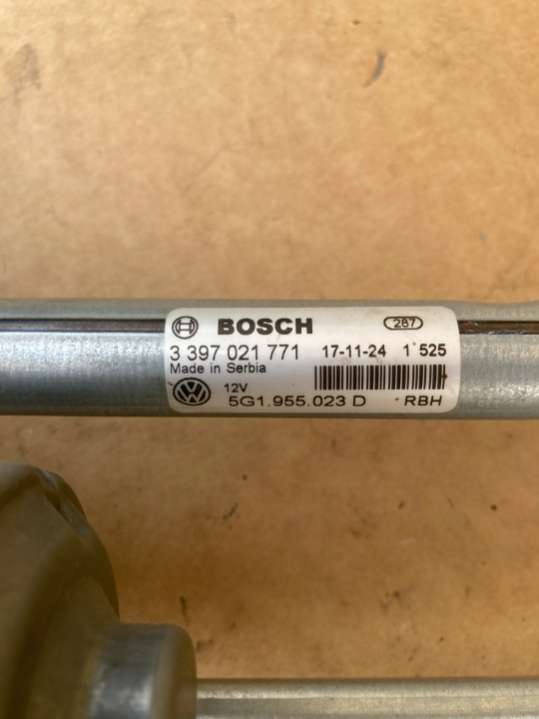 BOSCH 287
3 397 021 771 17-11-24 1 525
Made in Serbia
12V
5G1.955.023 D RBH